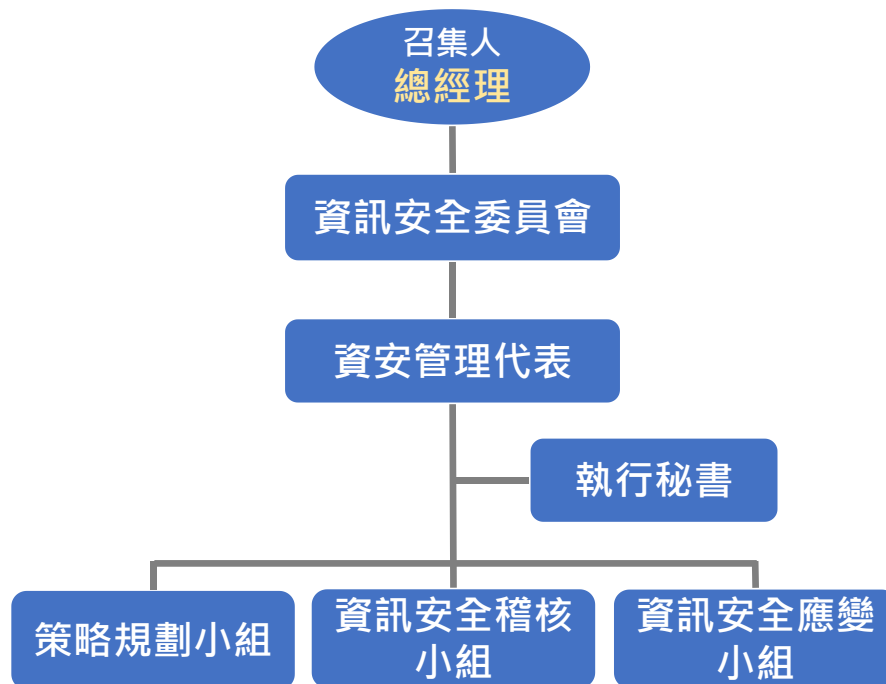 召集人
總經理
資訊安全委員會
資安管理代表
執行秘書
策略規劃小組
資訊安全稽核
小組
資訊安全應變
小組